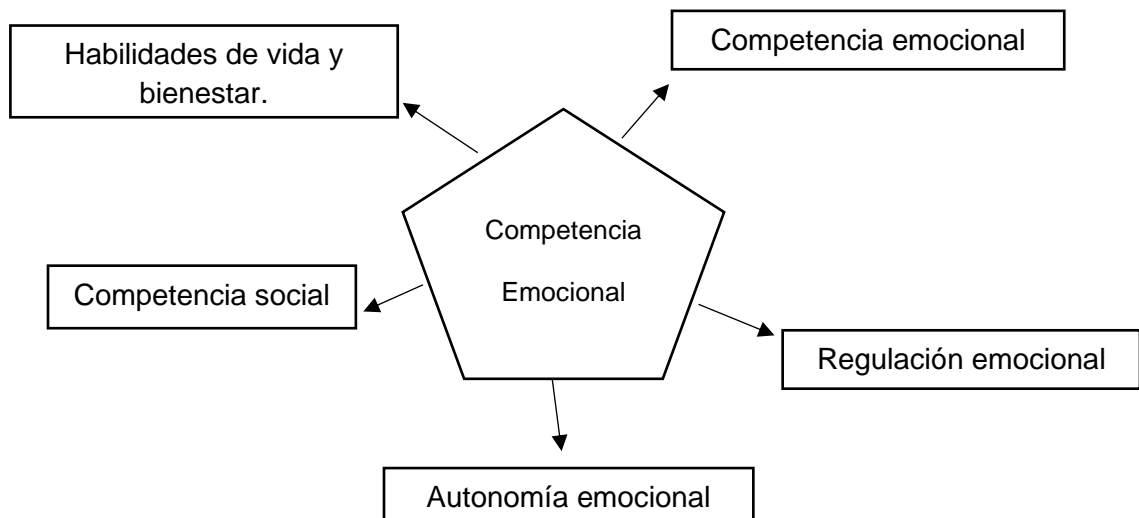 Habilidades de vida y
bienestar.
Competencia emocional
Competencia
Emocional
Competencia social
Regulación emocional
Autonomía emocional